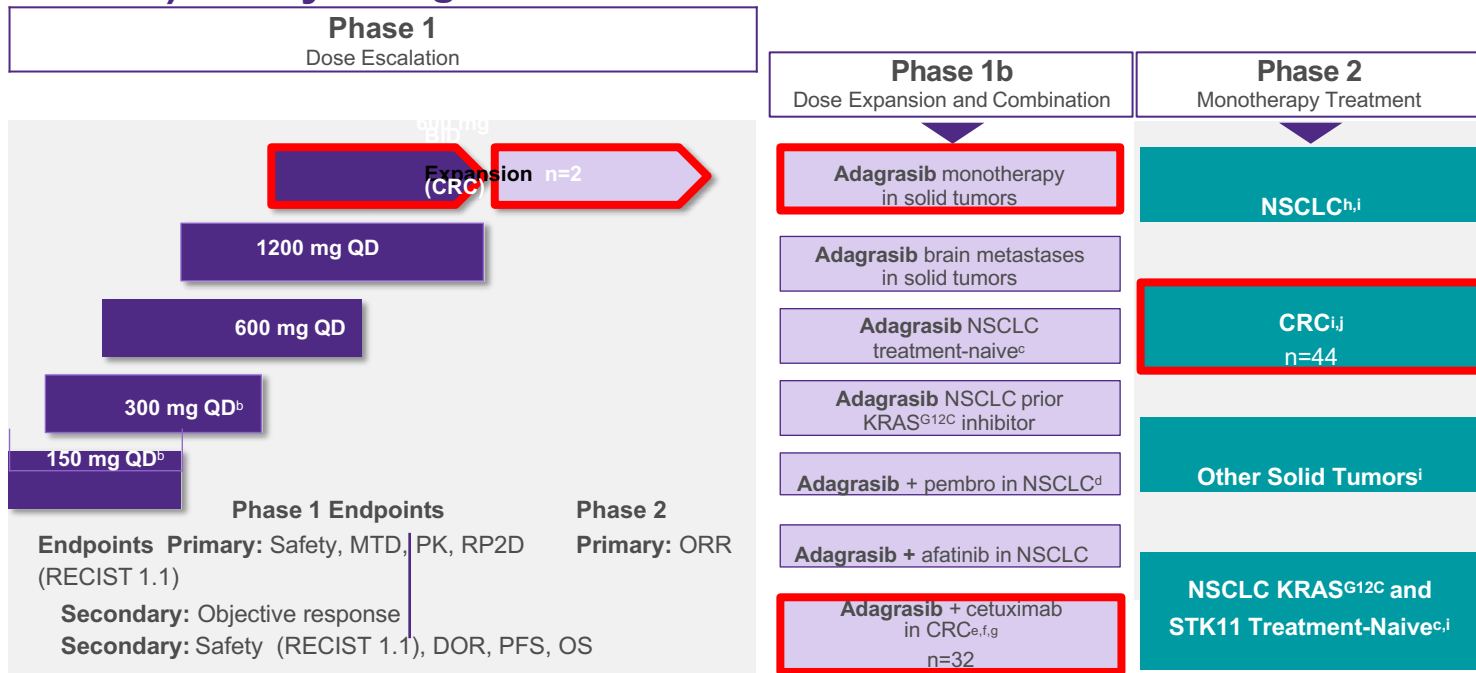 Phase 1
Dose Escalation
600 mg
BID
(CRC)
Expansion n=2
1200 mg QD
600 mg QD
300 mg QDᵇ
150 mg QDᵇ
Phase 1 Endpoints Phase 2
Endpoints Primary: Safety, MTD, PK, RP2D Primary: ORR
(RECIST 1.1)
Secondary: Objective response
Secondary: Safety (RECIST 1.1), DOR, PFS, OS
Phase 1b
Dose Expansion and Combination
Adagrasib monotherapy
in solid tumors
Adagrasib brain metastases
in solid tumors
Adagrasib NSCLC
treatment-naiveᶜ
Adagrasib NSCLC prior
KRASᴳ¹²ᶜ inhibitor
Adagrasib + pembro in NSCLCᵈ
Adagrasib + afatinib in NSCLC
Adagrasib + cetuximab
in CRCᵉ,ᶠ,ᵍ
n=32
Phase 2
Monotherapy Treatment
NSCLCʰ,ⁱ
CRCⁱ,ʲ
n=44
Other Solid Tumorsⁱ
NSCLC KRASᴳ¹²ᶜ and
STK11 Treatment-Naiveᶜ,ⁱ